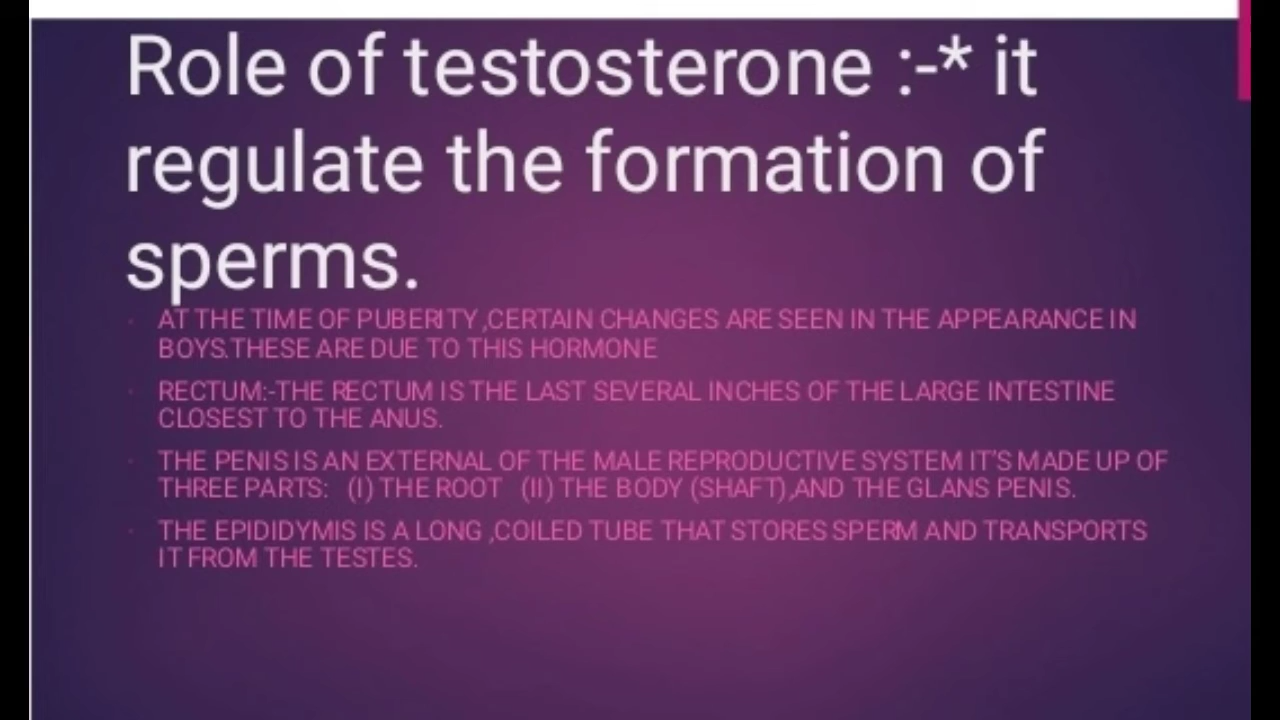 Role of testosterone :-* it
regulate the formation of
sperms.
AT THE TIME OF PUBERITY ,CERTAIN CHANGES ARE SEEN IN THE APPEARANCE IN
BOYS.THESE ARE DUE TO THIS HORMONE
RECTUM:-THE RECTUM IS THE LAST SEVERAL INCHES OF THE LARGE INTESTINE
CLOSEST TO THE ANUS.
THE PENIS IS AN EXTERNAL OF THE MALE REPRODUCTIVE SYSTEM IT'S MADE UP OF
THREE PARTS: (I) THE ROOT (II) THE BODY (SHAFT),AND THE GLANS PENIS.
THE EPIDIDYMIS IS A LONG ,COILED TUBE THAT STORES SPERM AND TRANSPORTS
IT FROM THE TESTES.